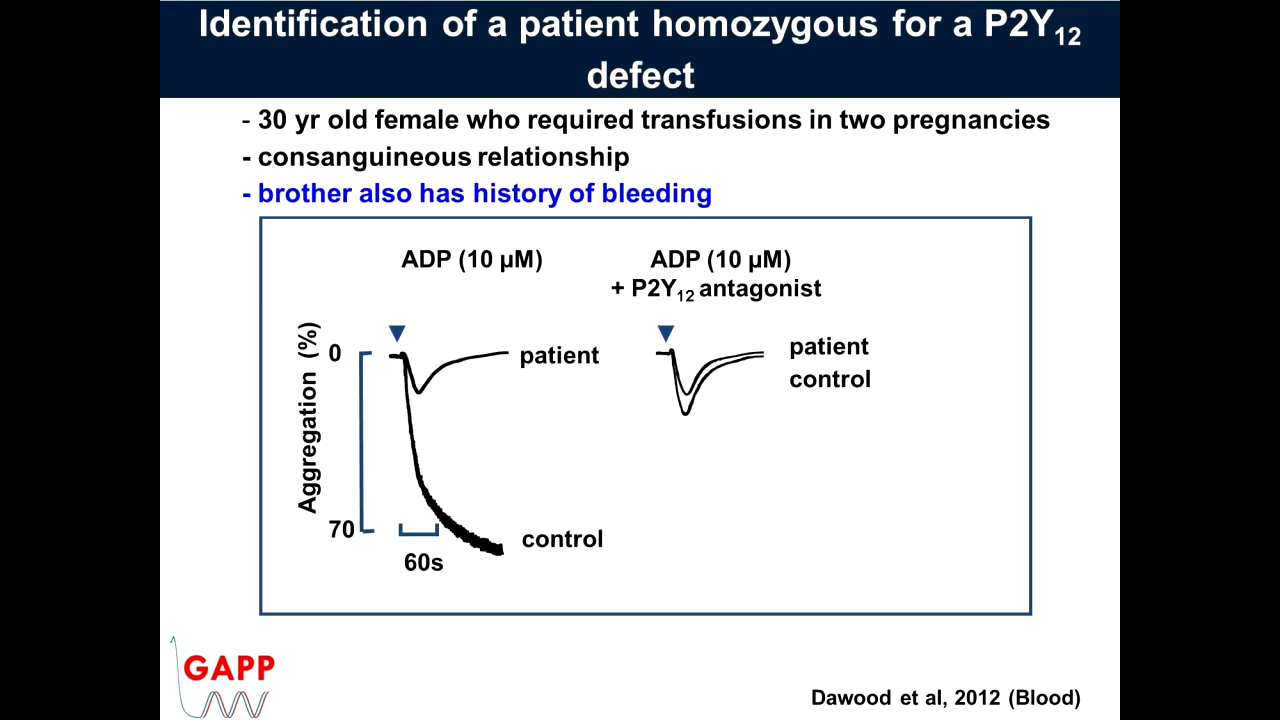 Identification of a patient homozygous for a P2Y12
defect
- 30 yr old female who required transfusions in two pregnancies
- consanguineous relationship
- brother also has history of bleeding
ADP (10 µM)
ADP (10 µM)
+ P2Y12 antagonist
Aggregation (%)
0
patient
patient
control
70
control
60s
GAPP
Dawood et al, 2012 (Blood)